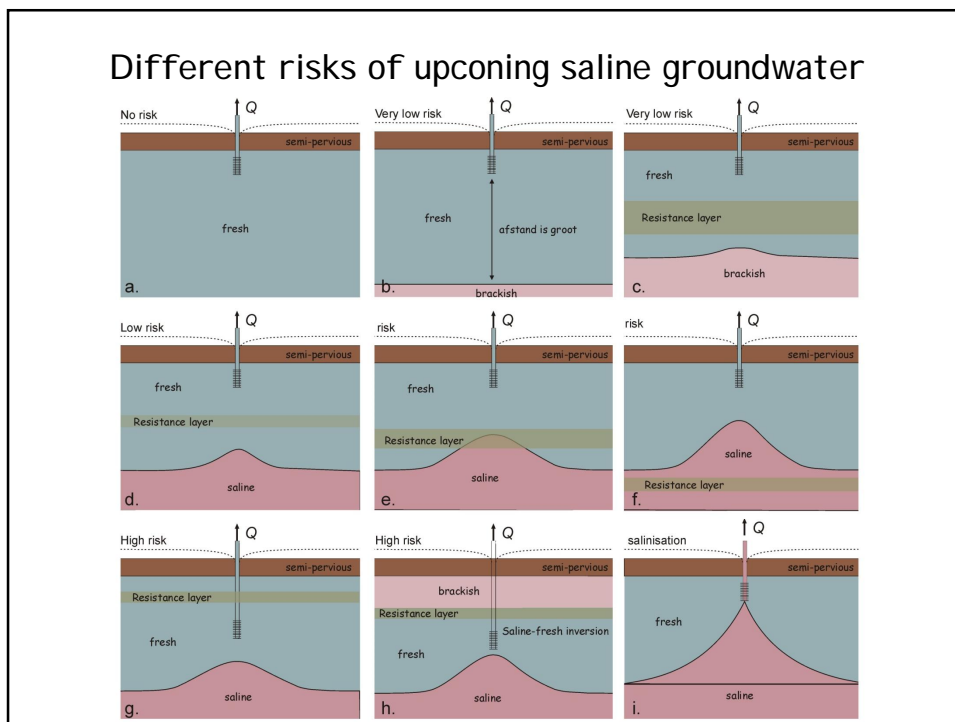 Different risks of upconing saline groundwater
No risk
Q
semi-pervious
fresh
a.
Very low risk
Q
semi-pervious
fresh
afstand is groot
brackish
b.
Very low risk
Q
semi-pervious
fresh
Resistance layer
brackish
c.
Low risk
Q
semi-pervious
fresh
Resistance layer
saline
d.
risk
Q
semi-pervious
fresh
Resistance layer
saline
e.
risk
Q
semi-pervious
fresh
saline
Resistance layer
f.
High risk
Q
semi-pervious
Resistance layer
fresh
saline
g.
High risk
Q
semi-pervious
brackish
Resistance layer
Saline-fresh inversion
fresh
saline
h.
salinisation
Q
semi-pervious
fresh
saline
i.